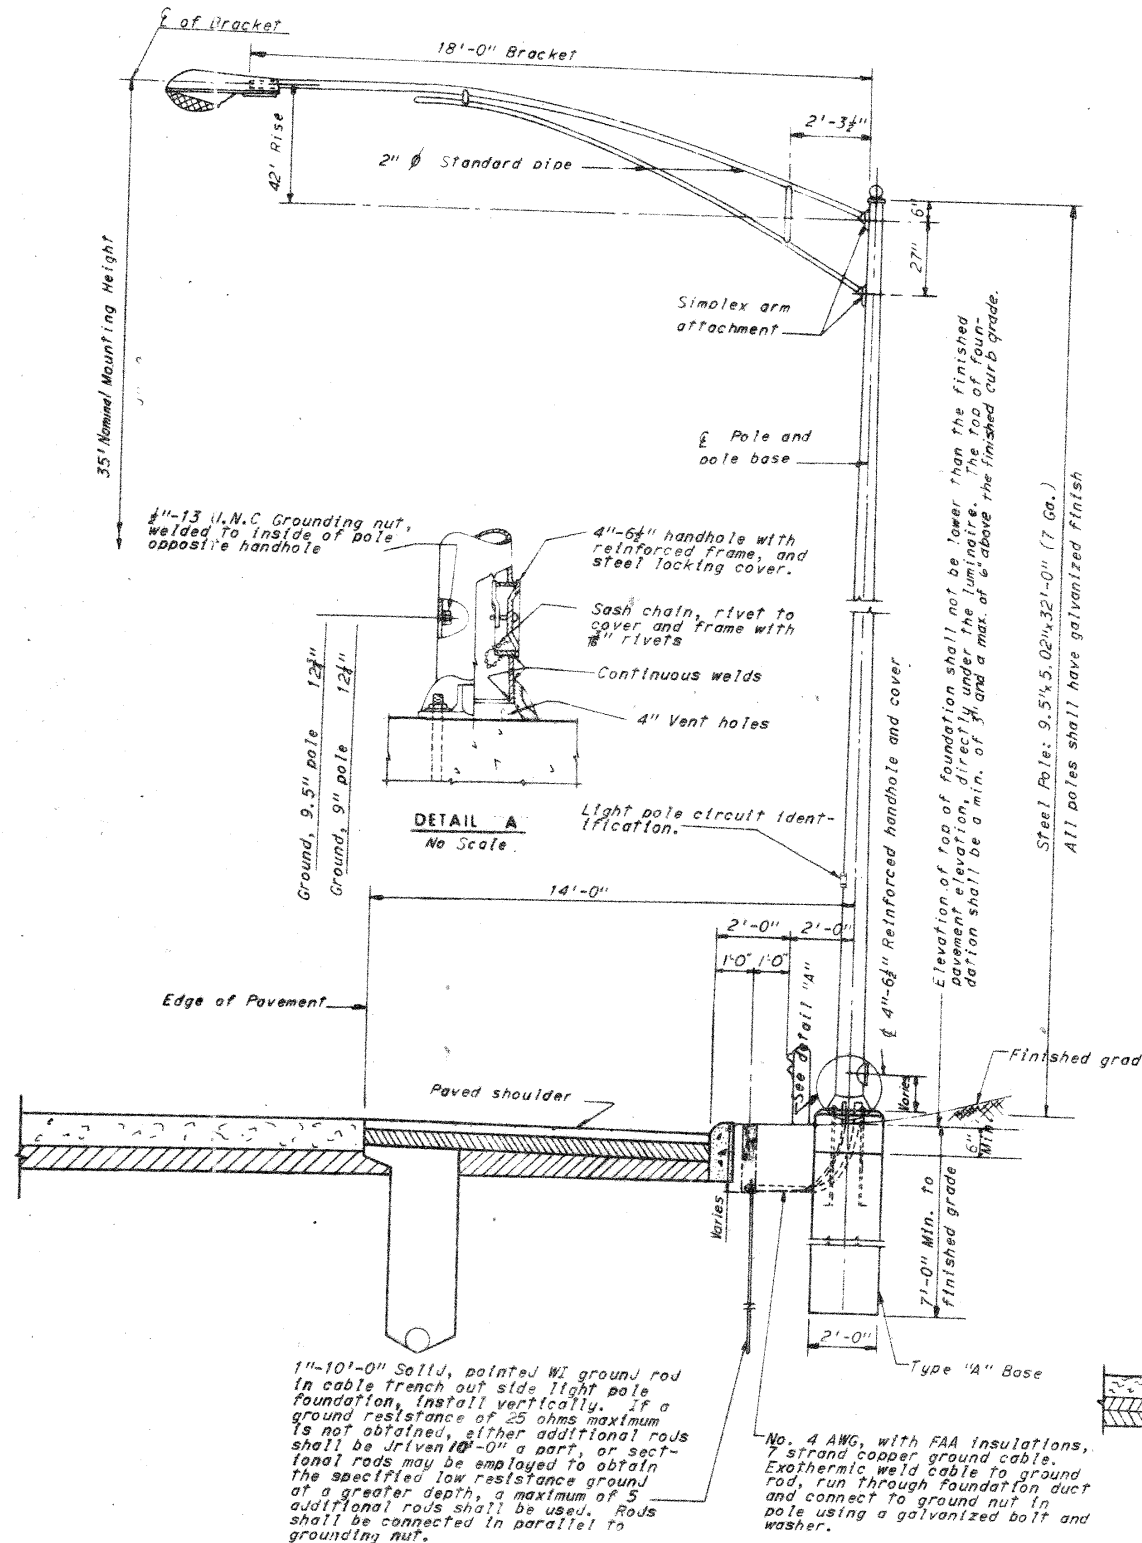 ℄ of Bracket
18'-0" Bracket
2'-3½"
42' Rise
2" ϕ Standard pipe
6"
27"
35' Nominal Mounting Height
Simplex arm
attachment
℄ Pole and
pole base
-13 U.N.C Grounding nut,
welded to inside of pole
opposite handhole
4"-6½" handhole with
reinforced frame, and
steel locking cover.
Sash chain, rivet to
cover and frame with
rivets
Continuous welds
4" Vent holes
Ground, 9.5" pole
Ground, 9" pole
DETAIL A
No Scale
Light pole circuit ident-
ification.
℄ 4"-6½" Reinforced handhole and cover
Elevation of top of foundation shall not be lower than the finished
pavement elevation, directly under the luminaire. The top of foun-
dation shall be a min. of 3" and a max. of 6" above the finished curb grade.
Steel Pole: 9.5"x 5.02"x32'-0" (7 Ga.)
All poles shall have galvanized finish
14'-0"
2'-0"
2'-0"
1'-0"
1'-0"
Edge of Pavement
See detail "A"
Finished grad
Varies
Paved shoulder
6"
Min.
Varies
7'-0" Min. to
finished grade
2'-0"
Type "A" Base
1"-10'-0" Solid, pointed WI ground rod
in cable trench out side light pole
foundation, install vertically. If a
ground resistance of 25 ohms maximum
is not obtained, either additional rods
shall be driven 10'-0" a part, or sect-
ional rods may be employed to obtain
the specified low resistance ground
at a greater depth, a maximum of 5
additional rods shall be used. Rods
shall be connected in parallel to
grounding nut.
No. 4 AWG, with FAA insulations,
7 strand copper ground cable.
Exothermic weld cable to ground
rod, run through foundation duct
and connect to ground nut in
pole using a galvanized bolt and
washer.